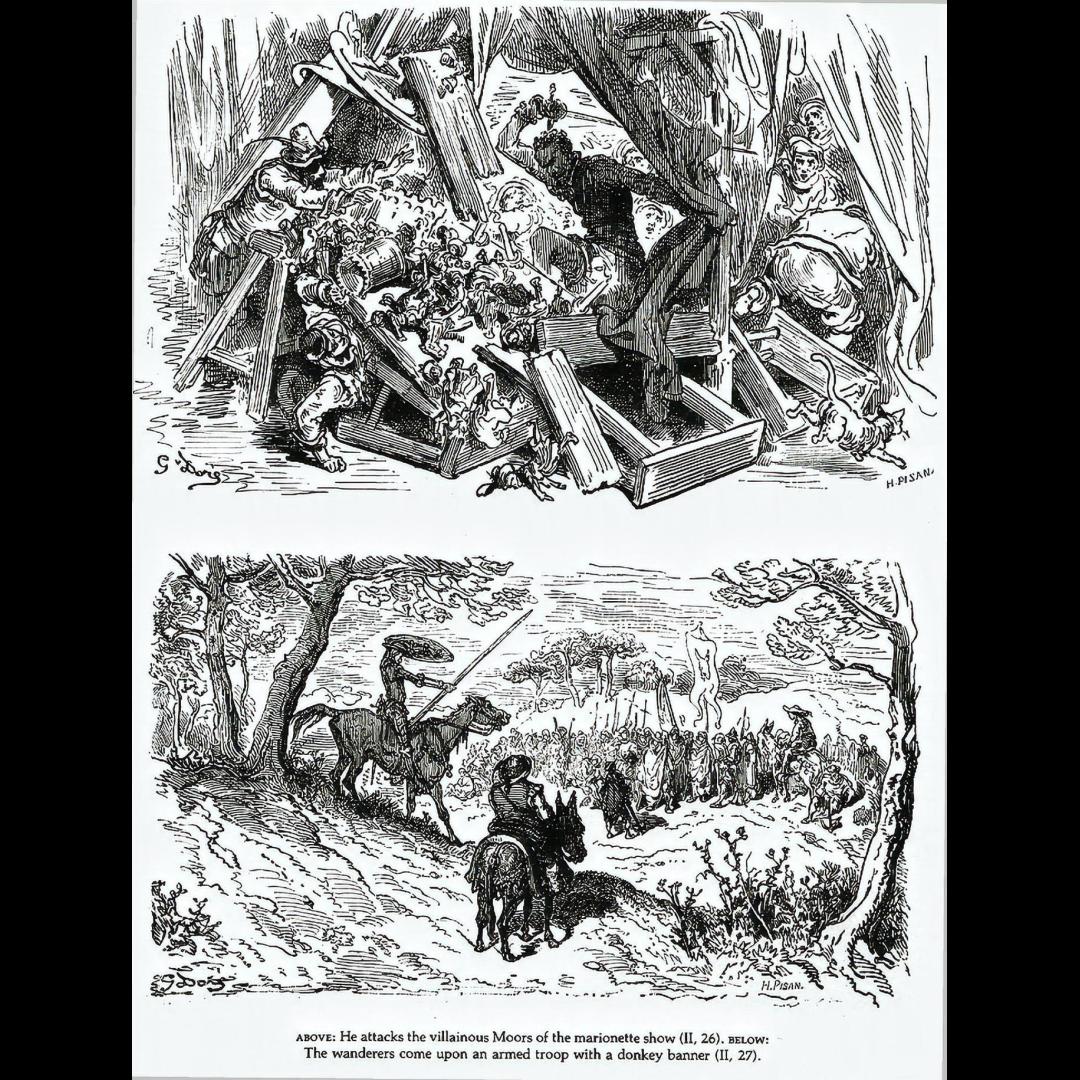 G Doré
H. PISAN.
G Doré
H. PISAN.
ABOVE: He attacks the villainous Moors of the marionette show (II, 26). BELOW:
The wanderers come upon an armed troop with a donkey banner (II, 27).